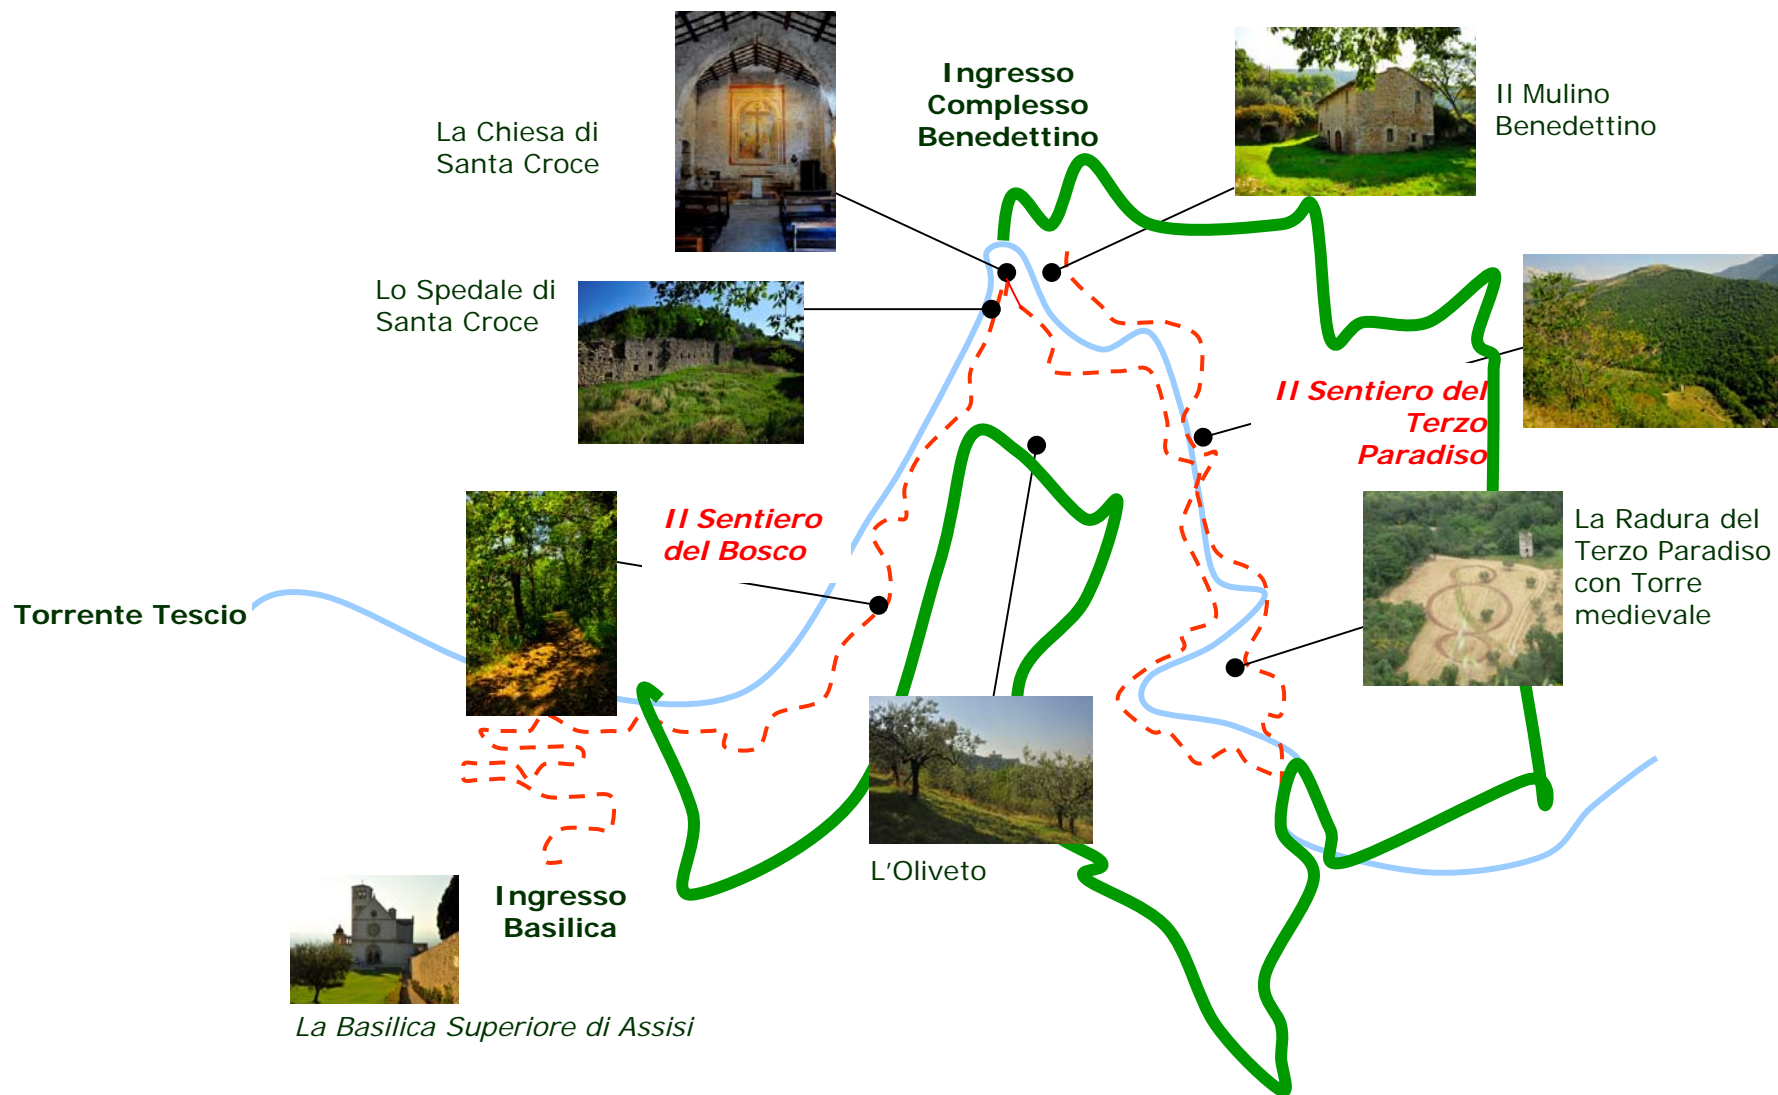 Ingresso
Complesso
Benedettino
La Chiesa di
Santa Croce
Il Mulino
Benedettino
Lo Spedale di
Santa Croce
Il Sentiero del
Terzo
Paradiso
Il Sentiero
del Bosco
La Radura del
Terzo Paradiso
con Torre
medievale
Torrente Tescio
L’Oliveto
Ingresso
Basilica
La Basilica Superiore di Assisi